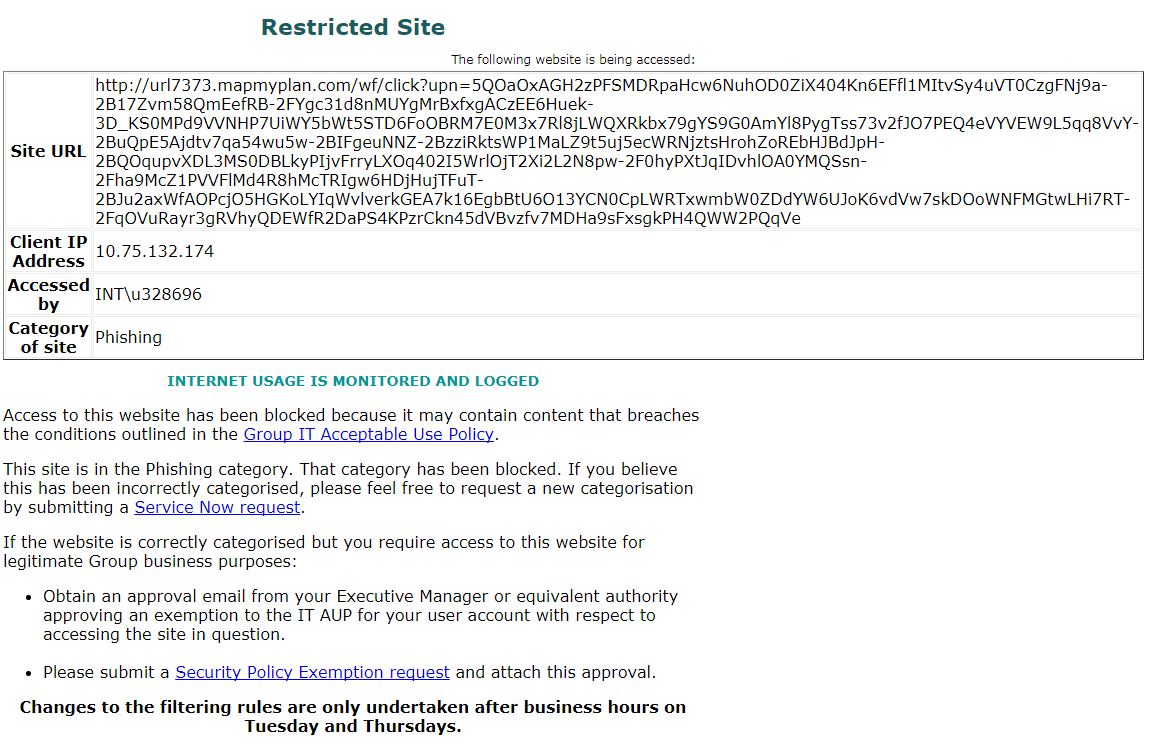 Restricted Site
The following website is being accessed:
Site URL
http://url7373.mapmyplan.com/wf/click?upn=5QOaOxAGH2zPFSMDRpaHcw6NuhOD0ZiX404Kn6EFfl1MItvSy4uVT0CzgFNj9a-
2B17Zvm58QmEefRB-2FYgc31d8nMUYgMrBxfxgACzEE6Huek-
3D_KS0MPd9VVNHP7UiWY5bWt5STD6FoOBRM7E0M3x7Rl8jLWQXRkbx79gYS9G0AmYl8PygTss73v2fJO7PEQ4eVYVEW9L5qq8VvY-
2BuQpE5Ajdtv7qa54wu5w-2BIFgeuNNZ-2BzziRktsWP1MaLZ9t5uj5ecWRNjztsHrohZoREbHJBdJpH-
2BQOqupvXDL3MS0DBLkyPIjvFrryLXOq402I5WrlOjT2Xi2L2N8pw-2F0hyPXtJqIDvhlOA0YMQSsn-
2Fha9McZ1PVVFlMd4R8hMcTRIgw6HDjHujTFuT-
2BJu2axWfAOPcjO5HGKoLYIqWvlverkGEA7k16EgbBtU6O13YCN0CpLWRTxwmbW0ZDdYW6UJoK6vdVw7skDOoWNFMGtwLHi7RT-
2FqOVuRayr3gRVhyQDEWfR2DaPS4KPzrCkn45dVBvzfv7MDHa9sFxsgkPH4QWW2PQqVe
Client IP
Address
10.75.132.174
Accessed
by
INT\u328696
Category
of site
Phishing
INTERNET USAGE IS MONITORED AND LOGGED
Access to this website has been blocked because it may contain content that breaches
the conditions outlined in the Group IT Acceptable Use Policy.
This site is in the Phishing category. That category has been blocked. If you believe
this has been incorrectly categorised, please feel free to request a new categorisation
by submitting a Service Now request.
If the website is correctly categorised but you require access to this website for
legitimate Group business purposes:
• Obtain an approval email from your Executive Manager or equivalent authority
approving an exemption to the IT AUP for your user account with respect to
accessing the site in question.
• Please submit a Security Policy Exemption request and attach this approval.
Changes to the filtering rules are only undertaken after business hours on
Tuesday and Thursdays.